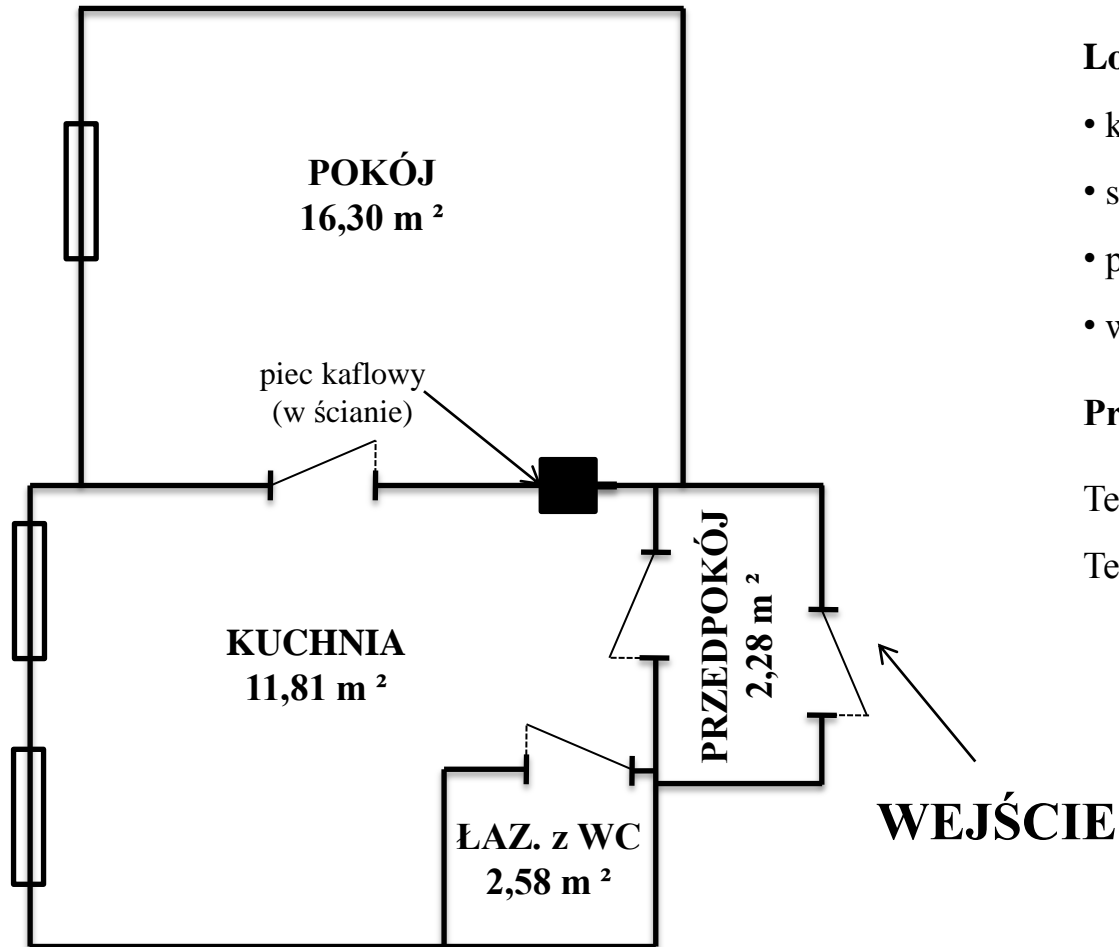 POKÓJ
16,30 m ²
piec kaflowy
(w ścianie)
KUCHNIA
11,81 m ²
PRZEDPOKÓJ
2,28 m ²
ŁAZ. z WC
2,58 m ²
WEJŚCIE